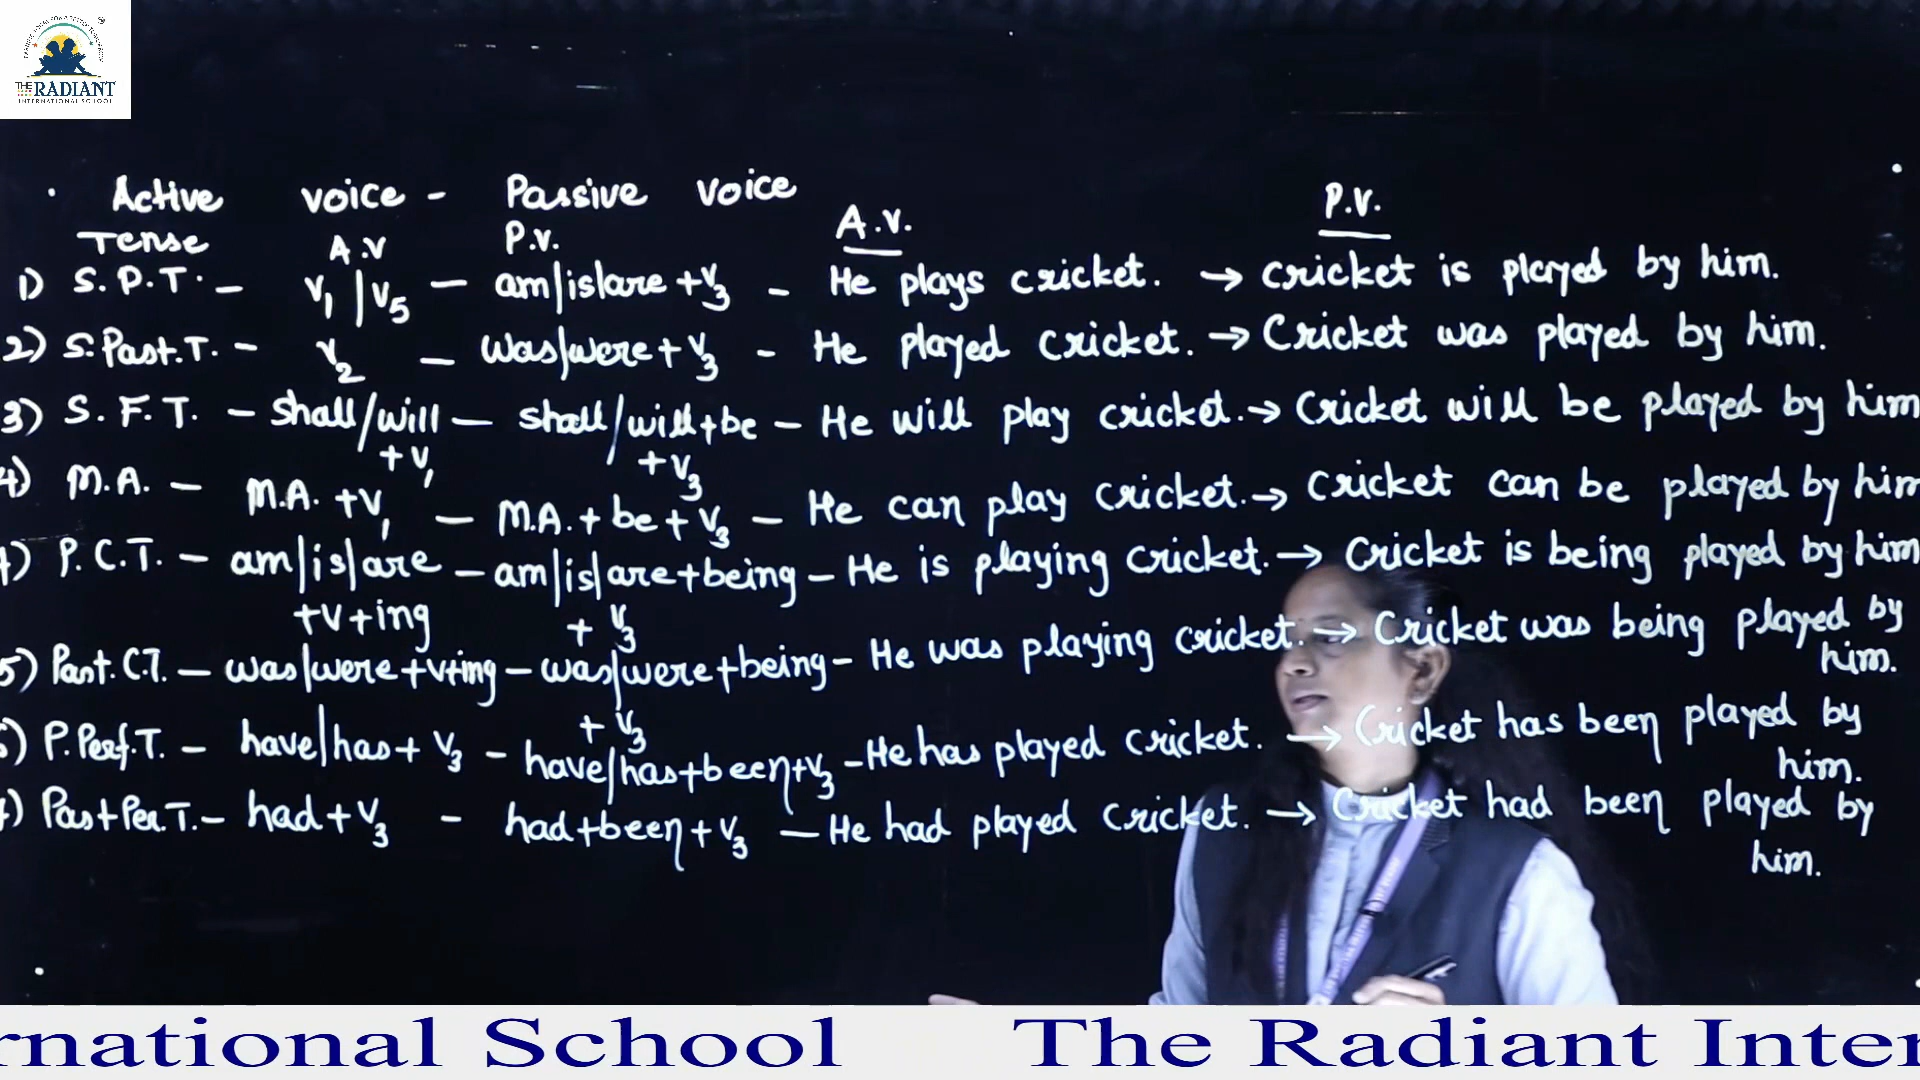 THE RADIANT
INTERNATIONAL SCHOOL
Active voice - Passive voice
Tense A.V P.V. A.V. P.V.
1) S.P.T. - V1 | V5 - am|is|are + V3 - He plays cricket. → Cricket is played by him.
2) S.Past.T. - V2 - was|were + V3 - He played cricket. → Cricket was played by him.
3) S.F.T. - shall/will - shall/will+be - He will play cricket. → Cricket will be played by him
+V1 +V3
4) M.A. - M.A. +V1 - M.A. + be + V3 - He can play cricket. → Cricket can be played by him
4) P.C.T. - am|is|are - am|is|are+being - He is playing cricket. → Cricket is being played by him
+V+ing + V3
5) Past.C.T. - was|were+V+ing - was|were+being - He was playing cricket. → Cricket was being played by
him.
+ V3
6) P.Perf.T. - have|has+ V3 - have|has+been+V3 - He has played cricket. → Cricket has been played by
him.
7) Past Per.T. - had+V3 - had+been+V3 - He had played cricket. → Cricket had been played by
him.
rnational School The Radiant Inter